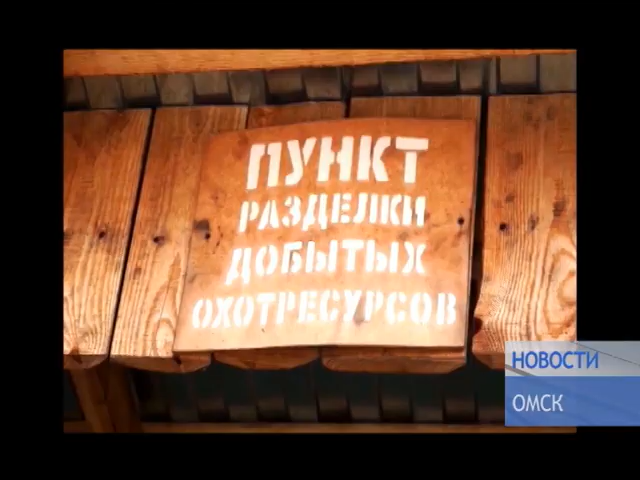 ПУНКТ
РАЗДЕЛКИ
ДОБЫТЫХ
ОХОТРЕСУРСОВ
НОВОСТИ
ОМСК